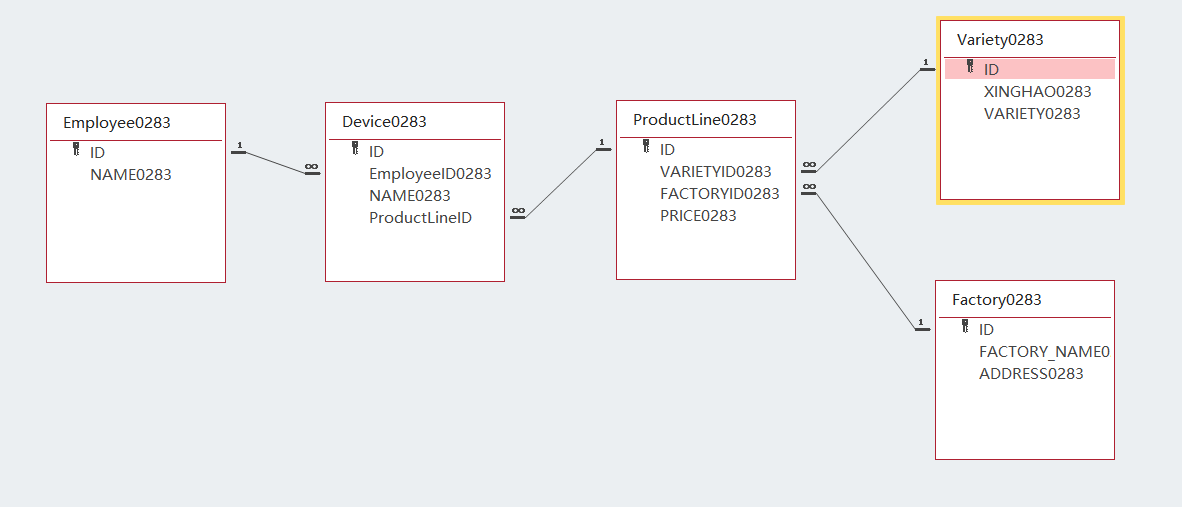 Employee0283
ID
NAME0283
1
∞
Device0283
ID
EmployeeID0283
NAME0283
ProductLineID
∞
1
ProductLine0283
ID
VARIETYID0283
FACTORYID0283
PRICE0283
∞
∞
1
Variety0283
ID
XINGHAO0283
VARIETY0283
1
Factory0283
ID
FACTORY_NAME0
ADDRESS0283